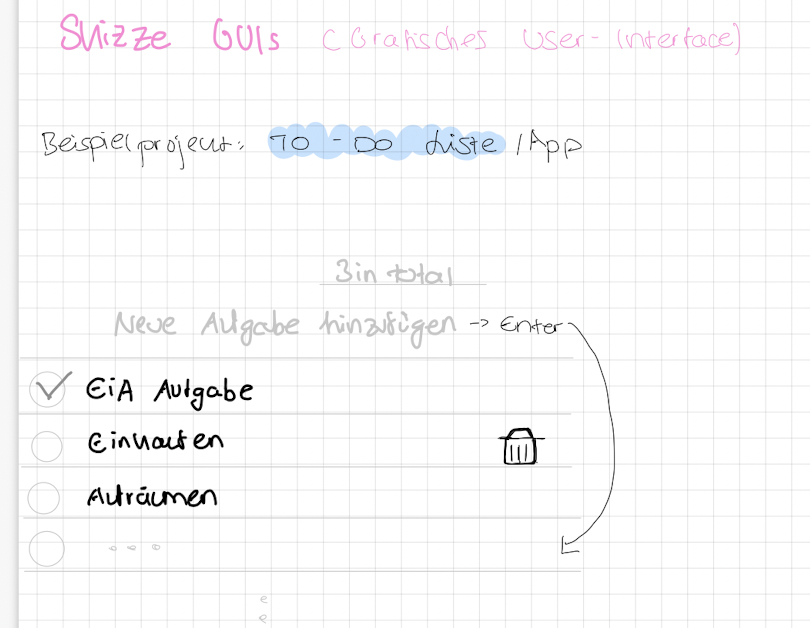 Skizze GUIs (Grafisches User-Interface)
Beispielprojekt: TO-DO Liste / App
3 in total
Neue Aufgabe hinzufügen -> Enter
EiA Aufgabe
Einkaufen
Aufräumen
...
e
e